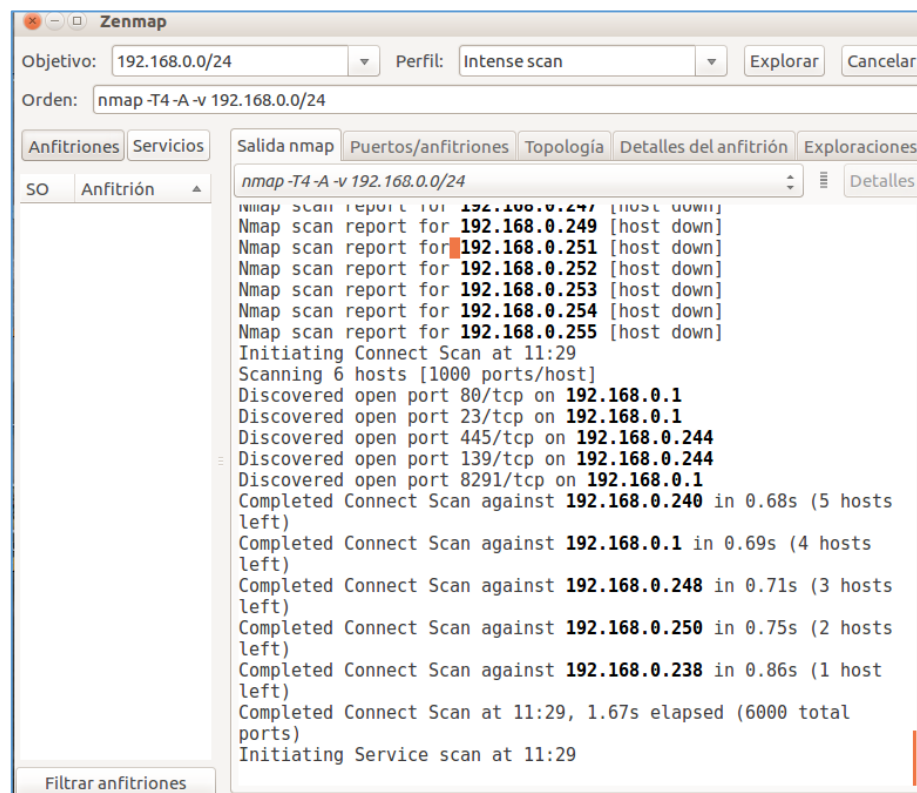 Zenmap
Objetivo: 192.168.0.0/24 Perfil: Intense scan Explorar Cancelar
Orden: nmap -T4 -A -v 192.168.0.0/24
Anfitriones Servicios Salida nmap Puertos/anfitriones Topología Detalles del anfitrión Exploraciones
SO Anfitrión nmap -T4 -A -v 192.168.0.0/24 Detalles
Nmap scan report for 192.168.0.247 [host down]
Nmap scan report for 192.168.0.249 [host down]
Nmap scan report for 192.168.0.251 [host down]
Nmap scan report for 192.168.0.252 [host down]
Nmap scan report for 192.168.0.253 [host down]
Nmap scan report for 192.168.0.254 [host down]
Nmap scan report for 192.168.0.255 [host down]
Initiating Connect Scan at 11:29
Scanning 6 hosts [1000 ports/host]
Discovered open port 80/tcp on 192.168.0.1
Discovered open port 23/tcp on 192.168.0.1
Discovered open port 445/tcp on 192.168.0.244
Discovered open port 139/tcp on 192.168.0.244
Discovered open port 8291/tcp on 192.168.0.1
Completed Connect Scan against 192.168.0.240 in 0.68s (5 hosts
left)
Completed Connect Scan against 192.168.0.1 in 0.69s (4 hosts
left)
Completed Connect Scan against 192.168.0.248 in 0.71s (3 hosts
left)
Completed Connect Scan against 192.168.0.250 in 0.75s (2 hosts
left)
Completed Connect Scan against 192.168.0.238 in 0.86s (1 host
left)
Completed Connect Scan at 11:29, 1.67s elapsed (6000 total
ports)
Initiating Service scan at 11:29
Filtrar anfitriones